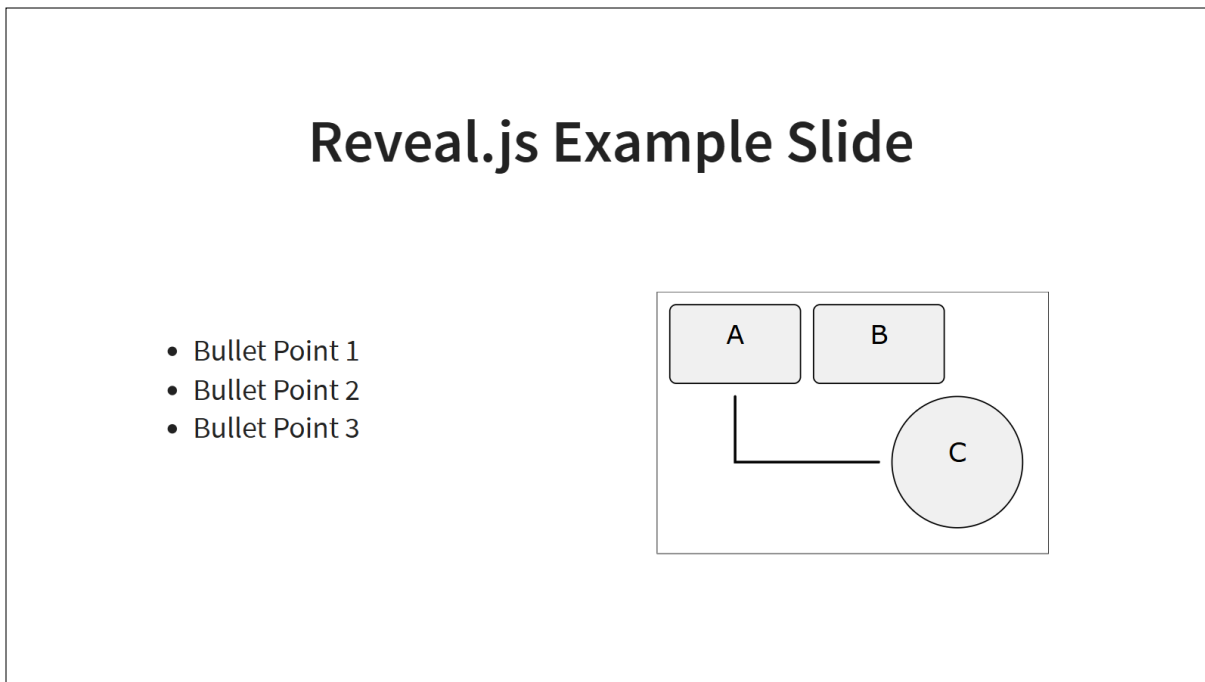 Reveal.js Example Slide
Bullet Point 1
Bullet Point 2
Bullet Point 3
A
B
C